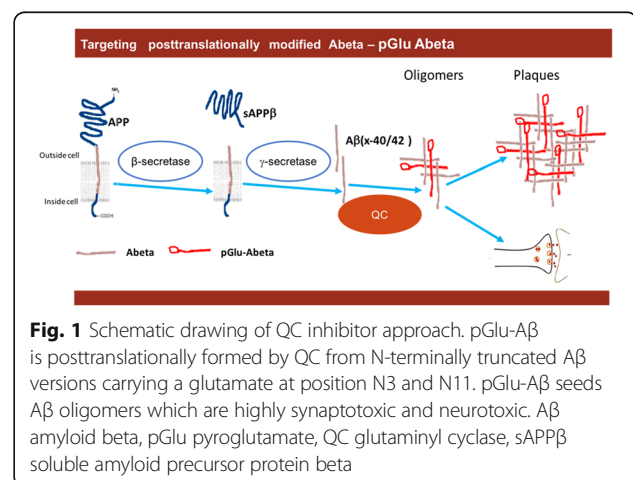 Targeting posttranslationally modified Abeta – pGlu Abeta
Oligomers Plaques
NH₂
APP
sAPPβ
Aβ(x-40/42 )
Outside cell
β-secretase
γ-secretase
Inside cell
QC
-COOH
Abeta
pGlu-Abeta
Fig. 1 Schematic drawing of QC inhibitor approach. pGlu-Aβ
is posttranslationally formed by QC from N-terminally truncated Aβ
versions carrying a glutamate at position N3 and N11. pGlu-Aβ seeds
Aβ oligomers which are highly synaptotoxic and neurotoxic. Aβ
amyloid beta, pGlu pyroglutamate, QC glutaminyl cyclase, sAPPβ
soluble amyloid precursor protein beta